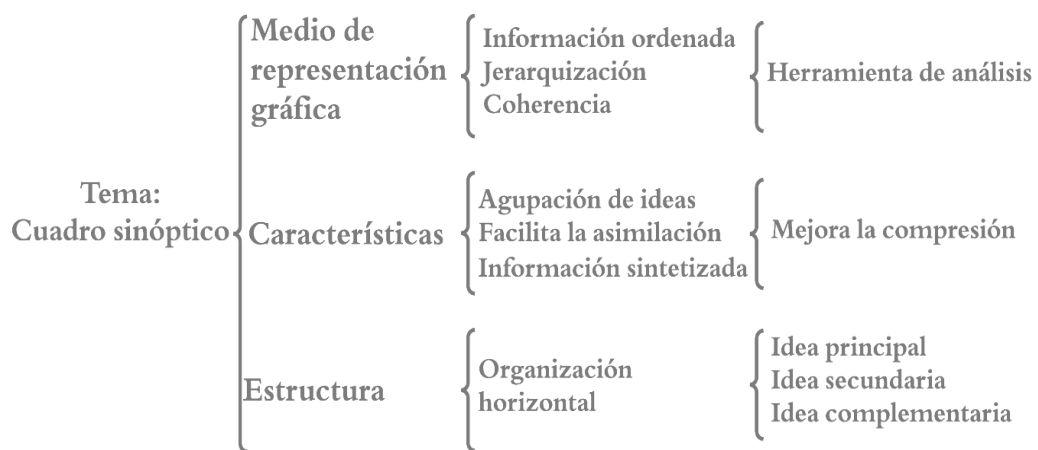 Tema:
Cuadro sinóptico
Medio de
representación
gráfica
Información ordenada
Jerarquización
Coherencia
Herramienta de análisis
Características
Agupación de ideas
Facilita la asimilación
Información sintetizada
Mejora la compresión
Estructura
Organización
horizontal
Idea principal
Idea secundaria
Idea complementaria